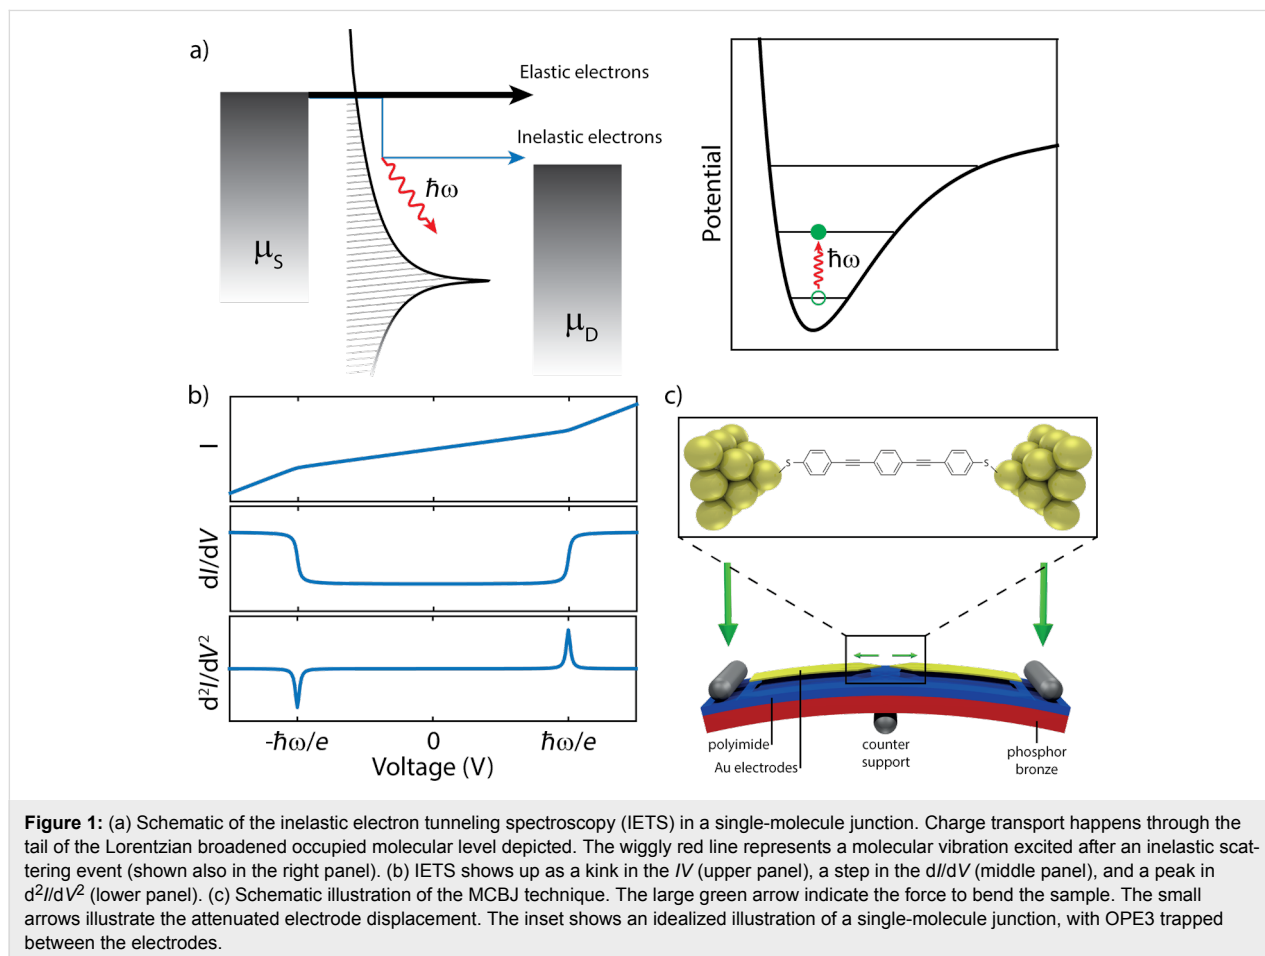 a)
Elastic electrons
Inelastic electrons
ħω
μS
μD
Potential
ħω
b)
I
dI/dV
d²I/dV²
-ħω/e
0
ħω/e
Voltage (V)
c)
S
S
polyimide
Au electrodes
counter
support
phosphor
bronze
Figure 1: (a) Schematic of the inelastic electron tunneling spectroscopy (IETS) in a single-molecule junction. Charge transport happens through the
tail of the Lorentzian broadened occupied molecular level depicted. The wiggly red line represents a molecular vibration excited after an inelastic scat-
tering event (shown also in the right panel). (b) IETS shows up as a kink in the IV (upper panel), a step in the dI/dV (middle panel), and a peak in
d²I/dV² (lower panel). (c) Schematic illustration of the MCBJ technique. The large green arrow indicate the force to bend the sample. The small
arrows illustrate the attenuated electrode displacement. The inset shows an idealized illustration of a single-molecule junction, with OPE3 trapped
between the electrodes.